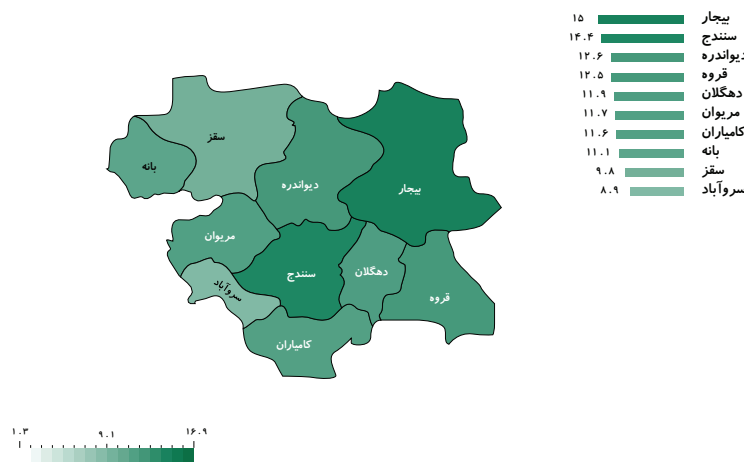 بیجار ۱۵
سنندج ۱۴.۴
دیواندره ۱۲.۶
قروه ۱۲.۵
دهگلان ۱۱.۹
مریوان ۱۱.۷
کامیاران ۱۱.۶
بانه ۱۱.۱
سقز ۹.۸
سروآباد ۸.۹
سقز
بانه
دیواندره
بیجار
مریوان
سنندج
دهگلان
سروآباد
قروه
کامیاران
۱.۳ ۹.۱ ۱۶.۹